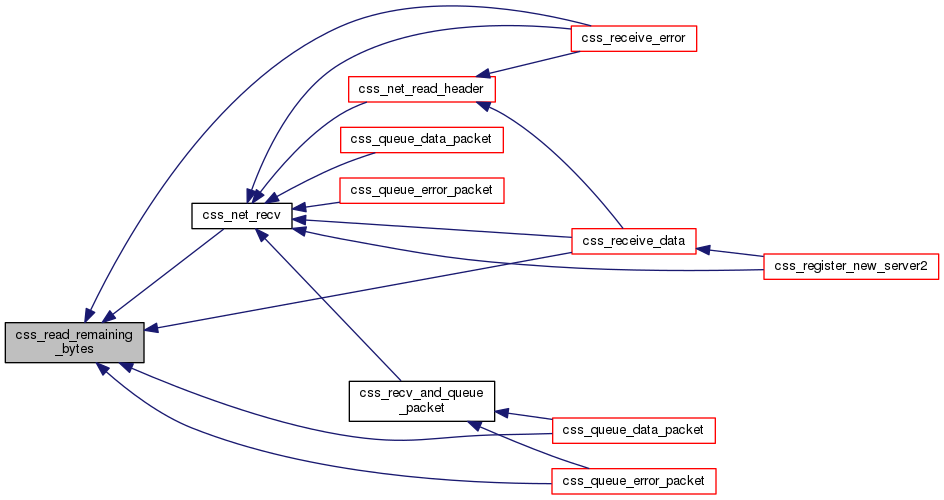 css_receive_error
css_net_read_header
css_queue_data_packet
css_queue_error_packet
css_net_recv
css_receive_data
css_register_new_server2
css_read_remaining
_bytes
css_recv_and_queue
_packet
css_queue_data_packet
css_queue_error_packet